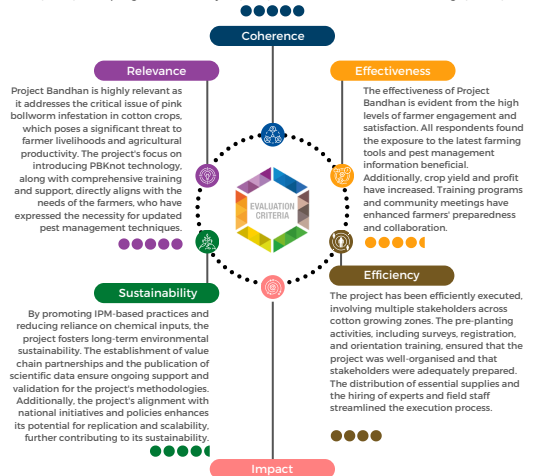 Coherence
Relevance
Project Bandhan is highly relevant as
it addresses the critical issue of pink
bollworm infestation in cotton crops,
which poses a significant threat to
farmer livelihoods and agricultural
productivity. The project's focus on
introducing PBKnot technology,
along with comprehensive training
and support, directly aligns with the
needs of the farmers, who have
expressed the necessity for updated
pest management techniques.
Effectiveness
The effectiveness of Project
Bandhan is evident from the high
levels of farmer engagement and
satisfaction. All respondents found
the exposure to the latest farming
tools and pest management
information beneficial.
Additionally, crop yield and profit
have increased. Training programs
and community meetings have
enhanced farmers' preparedness
and collaboration.
EVALUATION
CRITERIA
Sustainability
By promoting IPM-based practices and
reducing reliance on chemical inputs, the
project fosters long-term environmental
sustainability. The establishment of value
chain partnerships and the publication of
scientific data ensure ongoing support and
validation for the project's methodologies.
Additionally, the project's alignment with
national initiatives and policies enhances
its potential for replication and scalability,
further contributing to its sustainability.
Efficiency
The project has been efficiently executed,
involving multiple stakeholders across
cotton growing zones. The pre-planting
activities, including surveys, registration,
and orientation training, ensured that the
project was well-organised and that
stakeholders were adequately prepared.
The distribution of essential supplies and
the hiring of experts and field staff
streamlined the execution process.
Impact